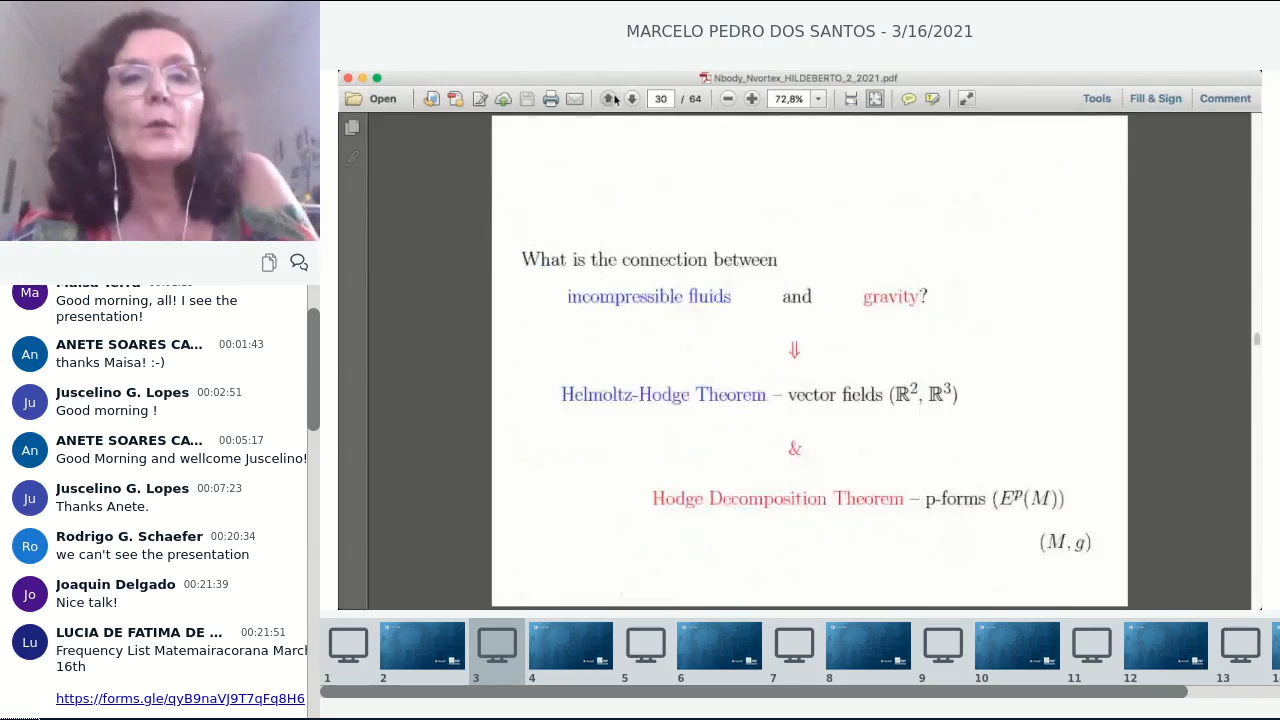 MARCELO PEDRO DOS SANTOS - 3/16/2021
Nbody_Nvortex_HILDEBERTO_2_2021.pdf
Open
30 / 64
72,8%
Tools
Fill & Sign
Comment
What is the connection between
incompressible fluids and gravity?
⇓
Helmoltz-Hodge Theorem – vector fields (ℝ², ℝ³)
&
Hodge Decomposition Theorem – p-forms (Eᵖ(M))
(M, g)
Ma
Good morning, all! I see the
presentation!
An
ANETE SOARES CA... 00:01:43
thanks Maisa! :-)
Ju
Juscelino G. Lopes 00:02:51
Good morning !
An
ANETE SOARES CA... 00:05:17
Good Morning and wellcome Juscelino!
Ju
Juscelino G. Lopes 00:07:23
Thanks Anete.
Ro
Rodrigo G. Schaefer 00:20:34
we can't see the presentation
Jo
Joaquin Delgado 00:21:39
Nice talk!
Lu
LUCIA DE FATIMA DE ... 00:21:51
Frequency List Matemairacorana March
16th
https://forms.gle/qyB9naVJ9T7qFq8H6
1 2 3 4 5 6 7 8 9 10 11 12 13